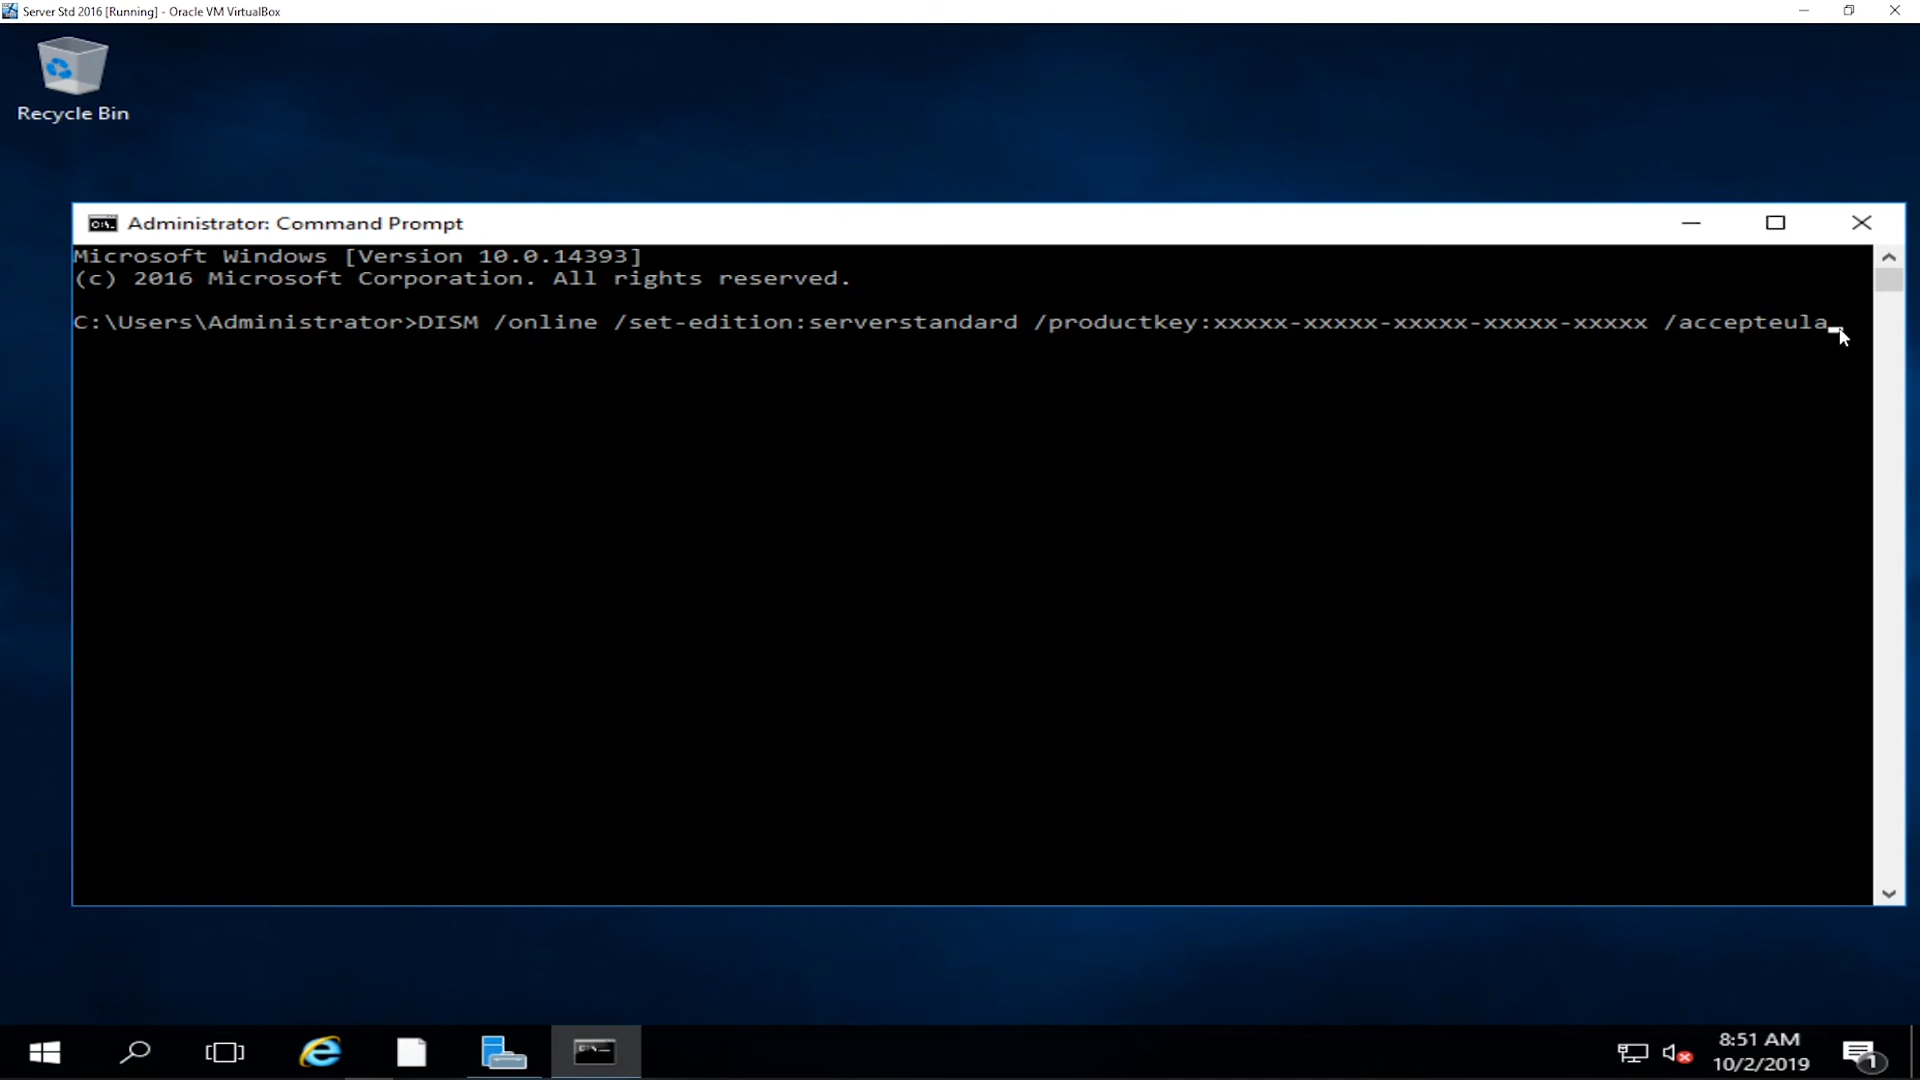 Server Std 2016 [Running] - Oracle VM VirtualBox
Recycle Bin
Administrator: Command Prompt
Microsoft Windows [Version 10.0.14393]
(c) 2016 Microsoft Corporation. All rights reserved.
C:\Users\Administrator>DISM /online /set-edition:serverstandard /productkey:xxxxx-xxxxx-xxxxx-xxxxx-xxxxx /accepteula
8:51 AM
10/2/2019
1